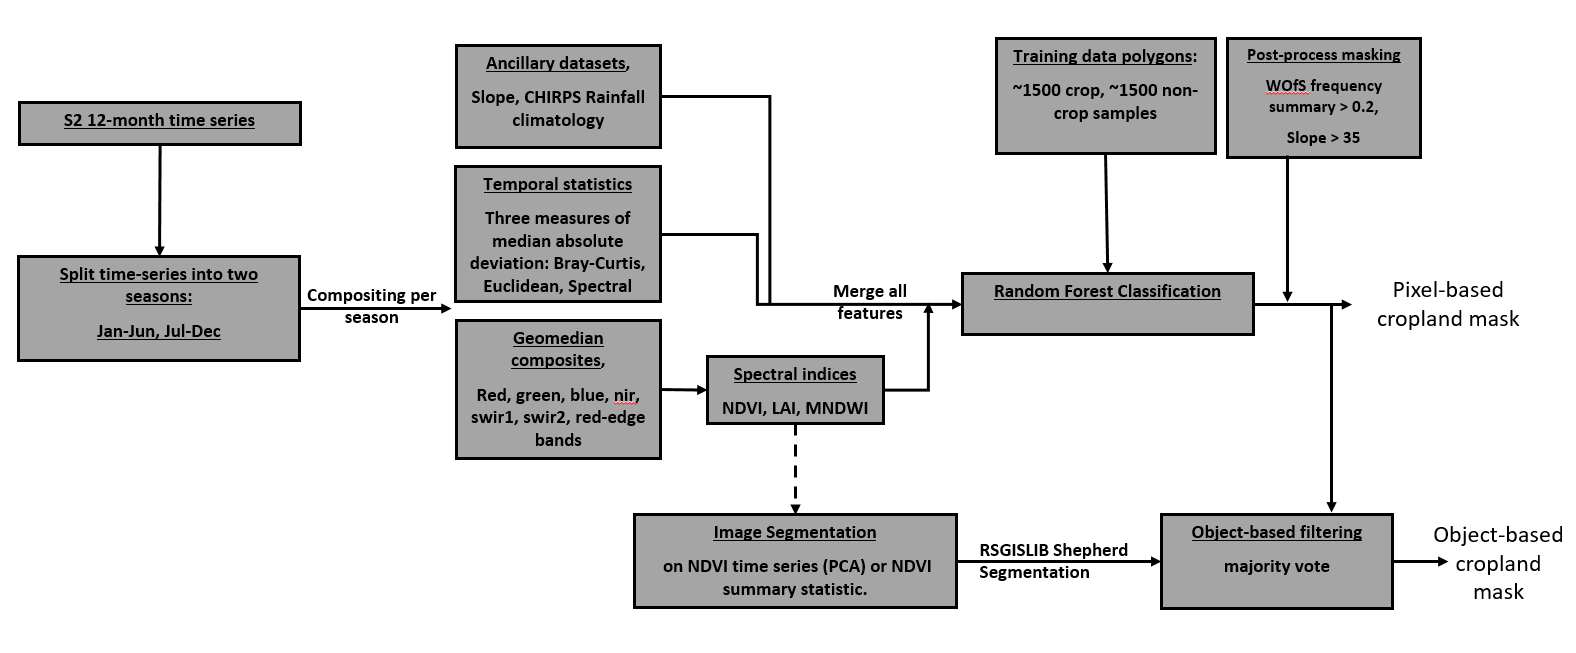 S2 12-month time series
Split time-series into two
seasons:
Jan-Jun, Jul-Dec
Compositing per
season
Ancillary datasets,
Slope, CHIRPS Rainfall
climatology
Temporal statistics
Three measures of
median absolute
deviation: Bray-Curtis,
Euclidean, Spectral
Geomedian
composites,
Red, green, blue, nir,
swir1, swir2, red-edge
bands
Spectral indices
NDVI, LAI, MNDWI
Merge all
features
Training data polygons:
~1500 crop, ~1500 non-
crop samples
Post-process masking
WOfS frequency
summary > 0.2,
Slope > 35
Random Forest Classification
Pixel-based
cropland mask
Image Segmentation
on NDVI time series (PCA) or NDVI
summary statistic.
RSGISLIB Shepherd
Segmentation
Object-based filtering
majority vote
Object-based
cropland
mask